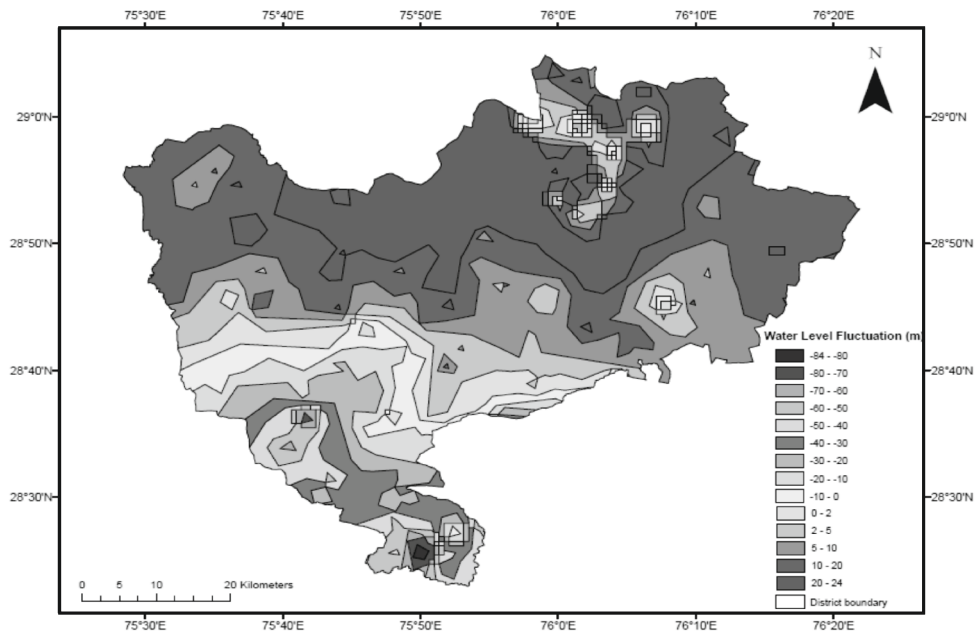 75°30'E 75°40'E 75°50'E 76°0'E 76°10'E 76°20'E
N
29°0'N 29°0'N
28°50'N 28°50'N
Water Level Fluctuation (m)
-84 - -80
-80 - -70
28°40'N 28°40'N
-70 - -60
-60 - -50
-50 - -40
-40 - -30
-30 - -20
-20 - -10
28°30'N 28°30'N
-10 - 0
0 - 2
2 - 5
5 - 10
10 - 20
20 - 24
District boundary
0 5 10 20 Kilometers
75°30'E 75°40'E 75°50'E 76°0'E 76°10'E 76°20'E